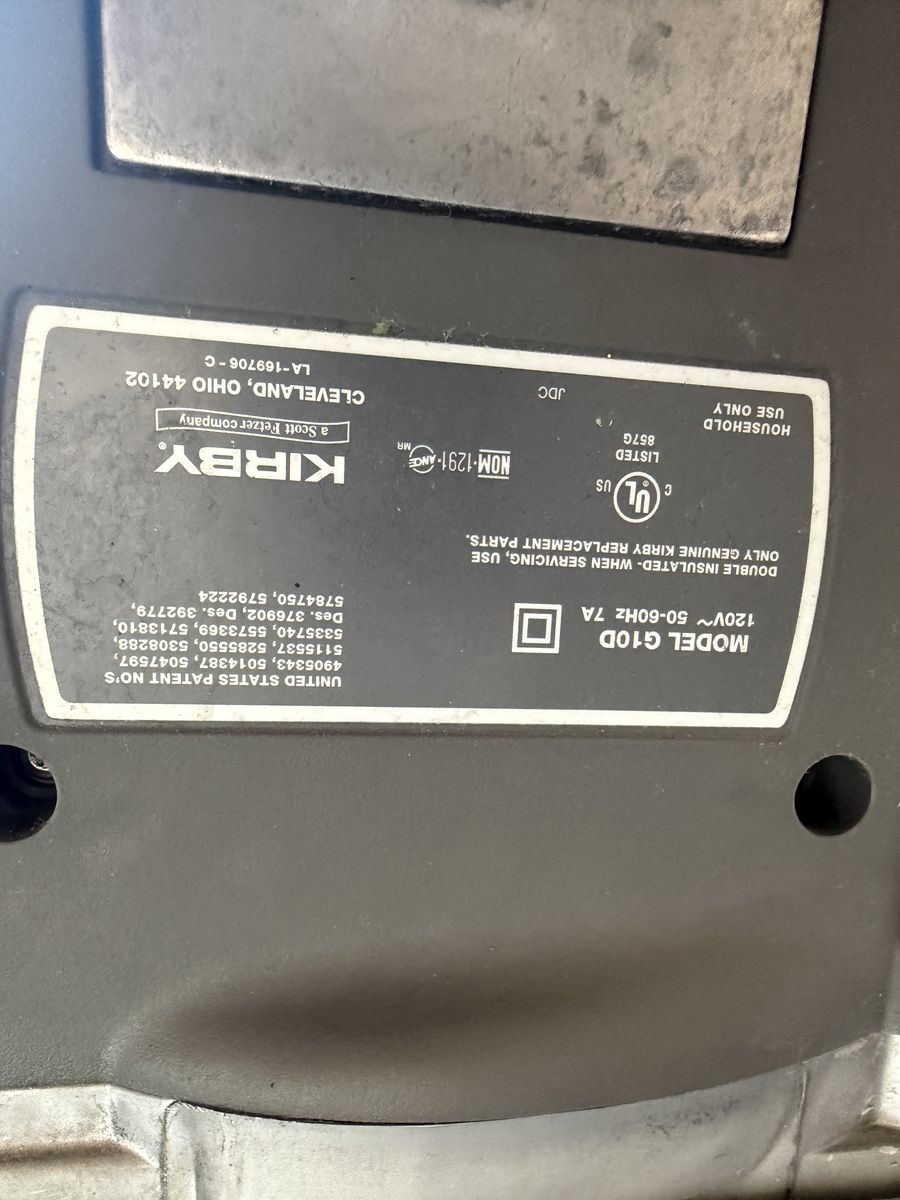 MODEL G10D
120V~ 50-60Hz 7A
DOUBLE INSULATED- WHEN SERVICING, USE
ONLY GENUINE KIRBY REPLACEMENT PARTS.
C UL® US
LISTED
857G
HOUSEHOLD
USE ONLY
NOM-1291-ANCE
MR
JDC
UNITED STATES PATENT NO'S
4905343, 5014387, 5047597,
5115537, 5285550, 5308288,
5335740, 5573369, 5713810,
Des. 376902, Des. 392779,
5784750, 5792224
KIRBY®
a Scott Fetzer company
CLEVELAND, OHIO 44102
LA-169706-C